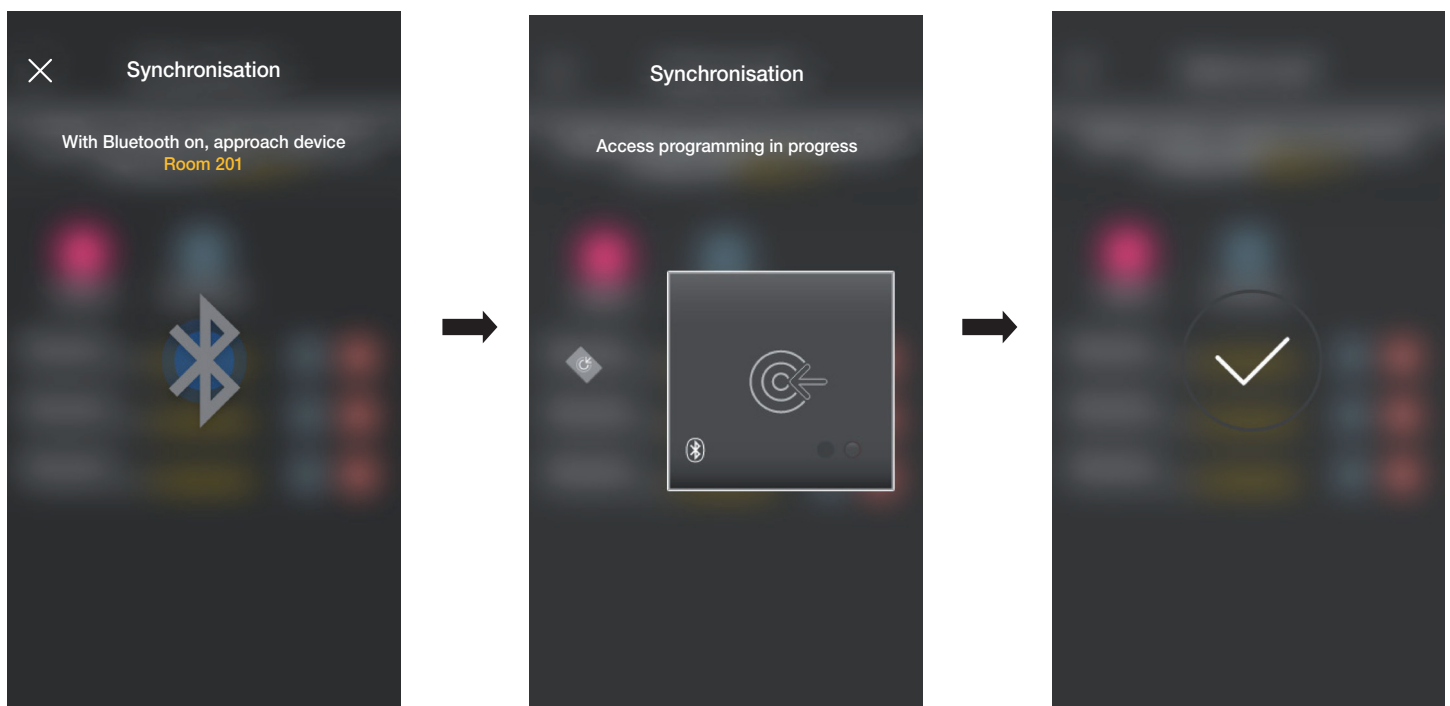 Synchronisation
With Bluetooth on, approach device
Room 201
Synchronisation
Access programming in progress